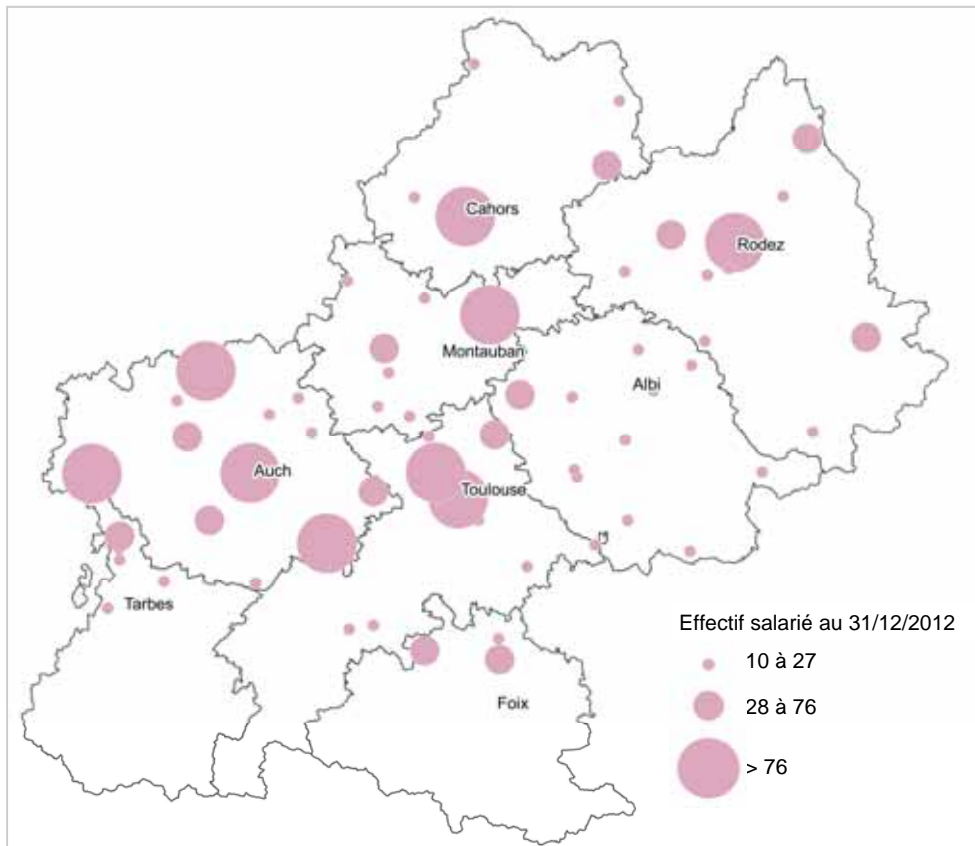 Cahors
Rodez
Montauban
Albi
Auch
Toulouse
Tarbes
Foix
Effectif salarié au 31/12/2012
10 à 27
28 à 76
> 76